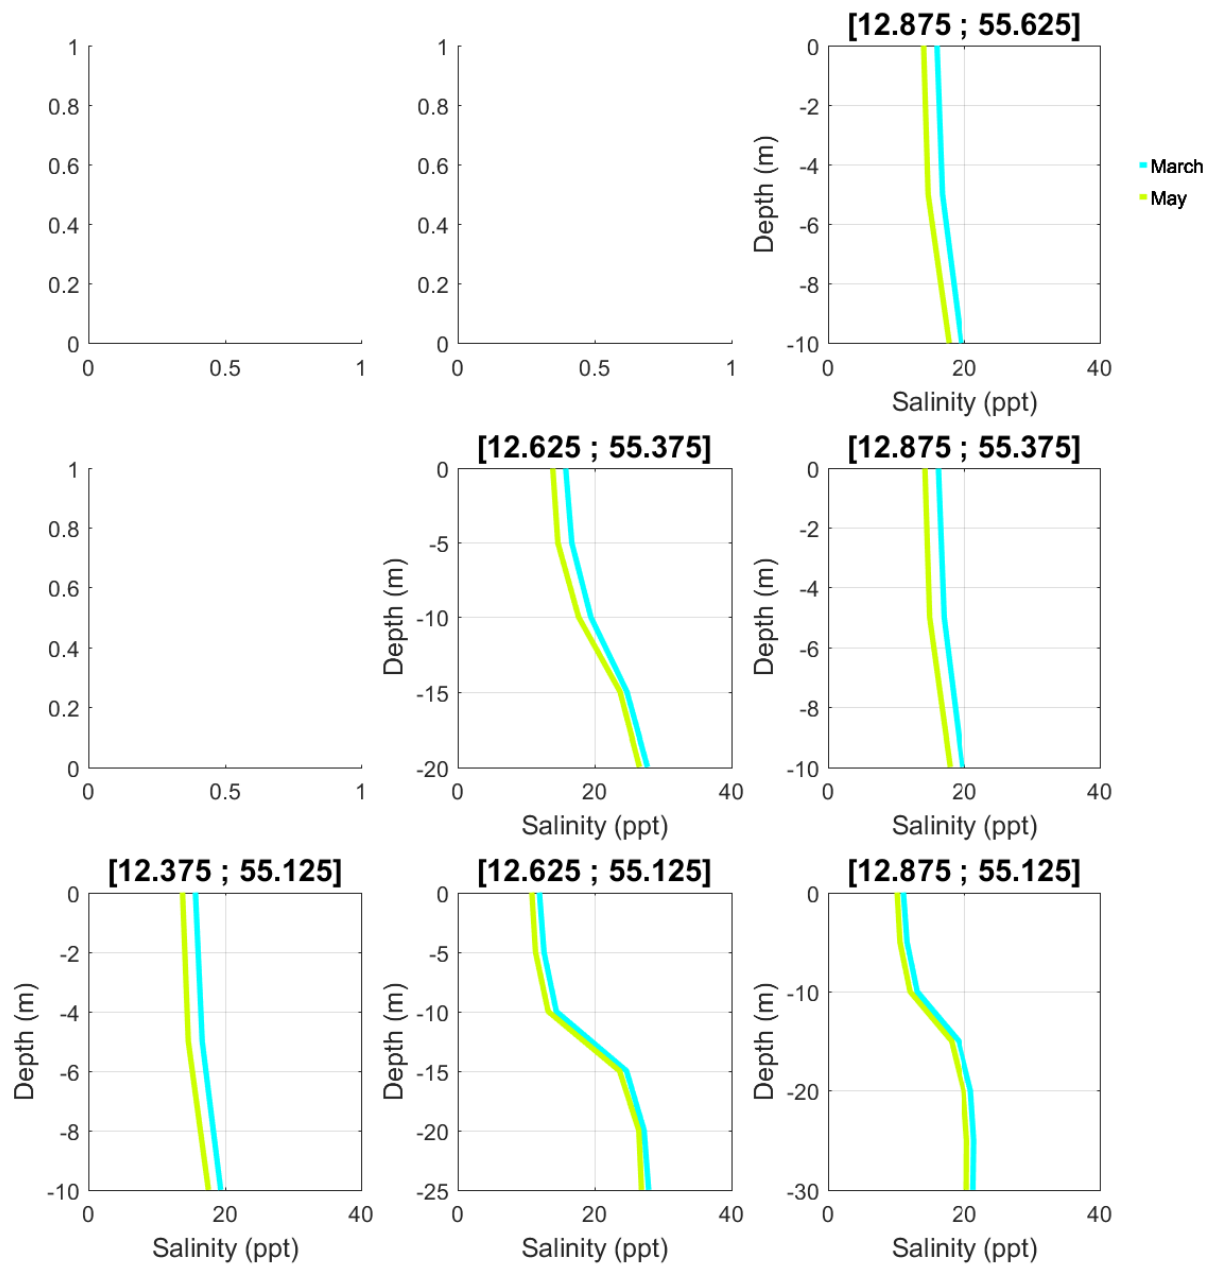 [12.875 ; 55.625]
1
0.8
0.6
0.4
0.2
0
0 0.5 1
1
0.8
0.6
0.4
0.2
0
0 0.5 1
0
-2
-4
-6
-8
-10
Depth (m)
0 20 40
Salinity (ppt)
March
May
1
0.8
0.6
0.4
0.2
0
0 0.5 1
[12.625 ; 55.375]
0
-5
-10
-15
-20
Depth (m)
0 20 40
Salinity (ppt)
[12.875 ; 55.375]
0
-2
-4
-6
-8
-10
Depth (m)
0 20 40
Salinity (ppt)
[12.375 ; 55.125]
0
-2
-4
-6
-8
-10
Depth (m)
0 20 40
Salinity (ppt)
[12.625 ; 55.125]
0
-5
-10
-15
-20
-25
Depth (m)
0 20 40
Salinity (ppt)
[12.875 ; 55.125]
0
-10
-20
-30
Depth (m)
0 20 40
Salinity (ppt)